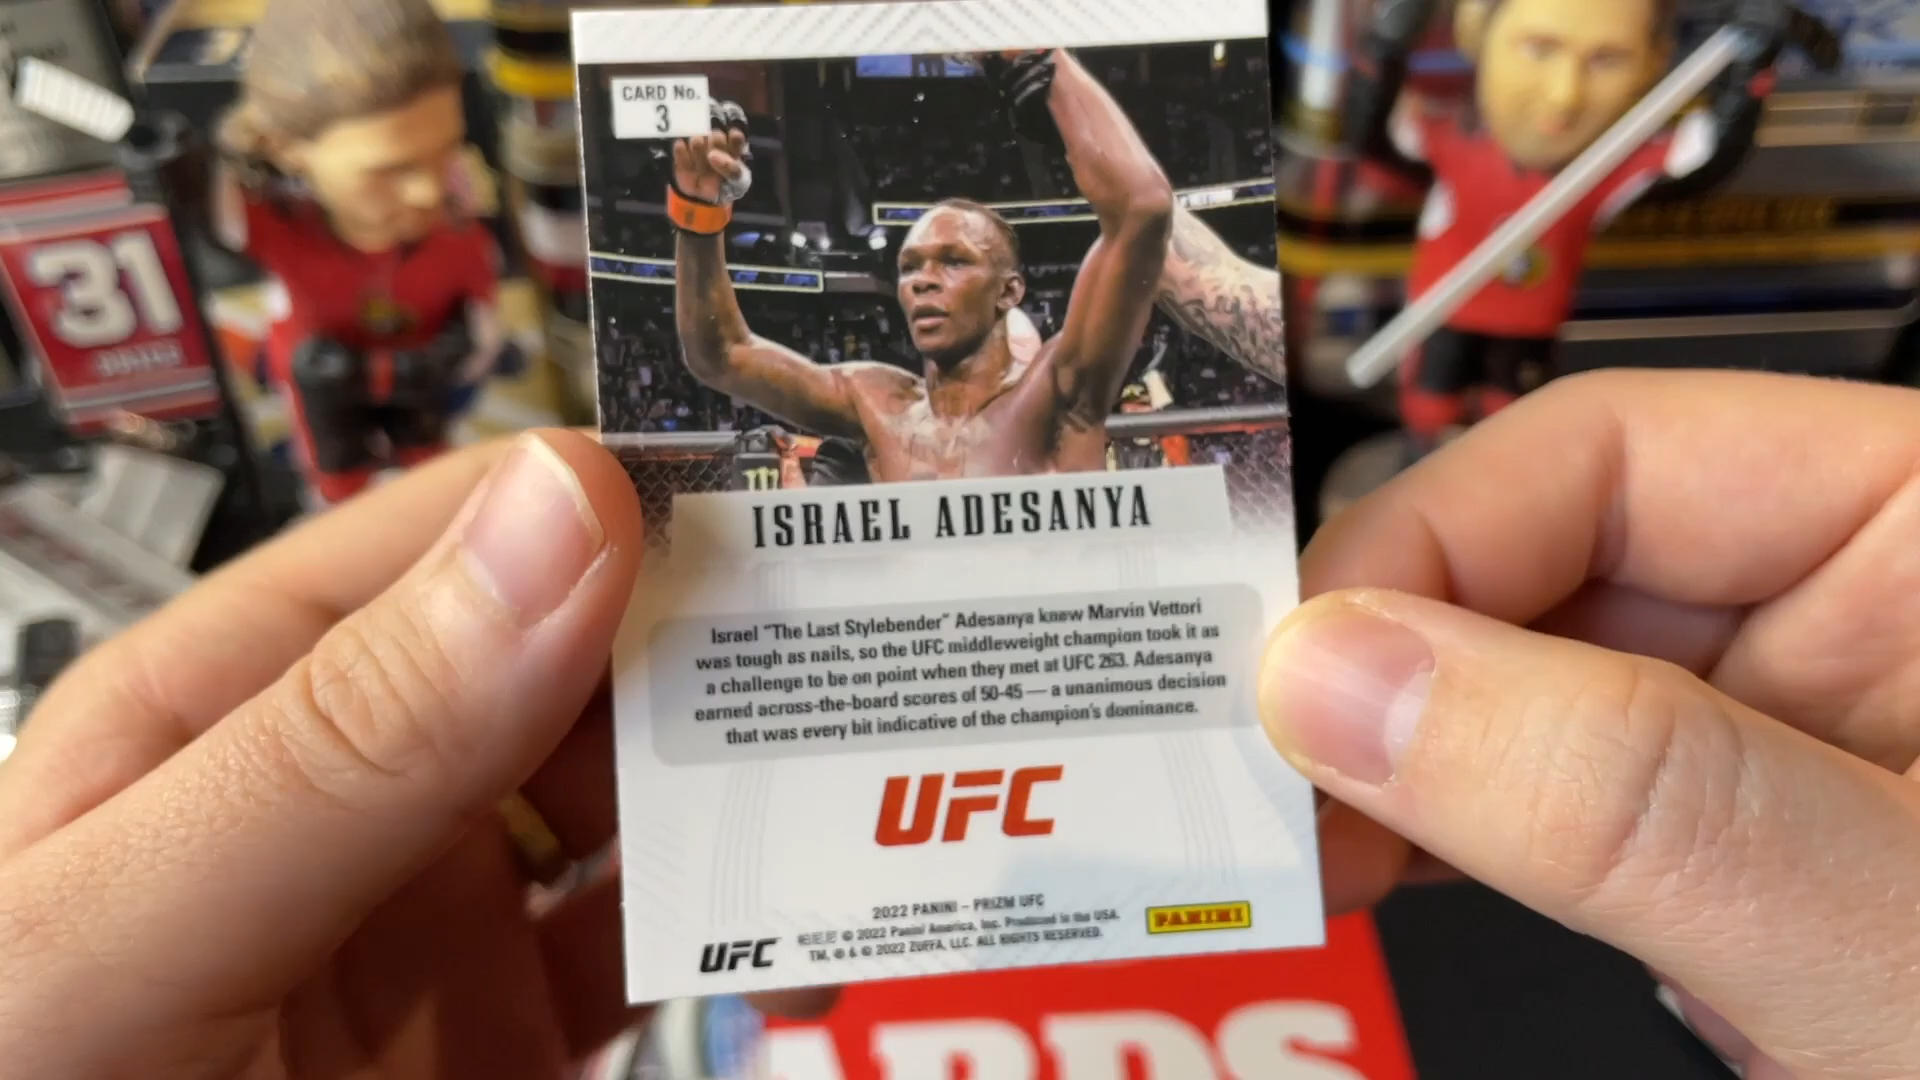 CARD No.
3
31
ISRAEL ADESANYA
Israel "The Last Stylebender" Adesanya knew Marvin Vettori
was tough as nails, so the UFC middleweight champion took it as
a challenge to be on point when they met at UFC 263. Adesanya
earned across-the-board scores of 50-45 — a unanimous decision
that was every bit indicative of the champion's dominance.
UFC
2022 PANINI – PRIZM UFC
© 2022 Panini America, Inc. Produced in the USA.
TM, ® & © 2022 ZUFFA, LLC. ALL RIGHTS RESERVED.
UFC
PANINI
ARDS